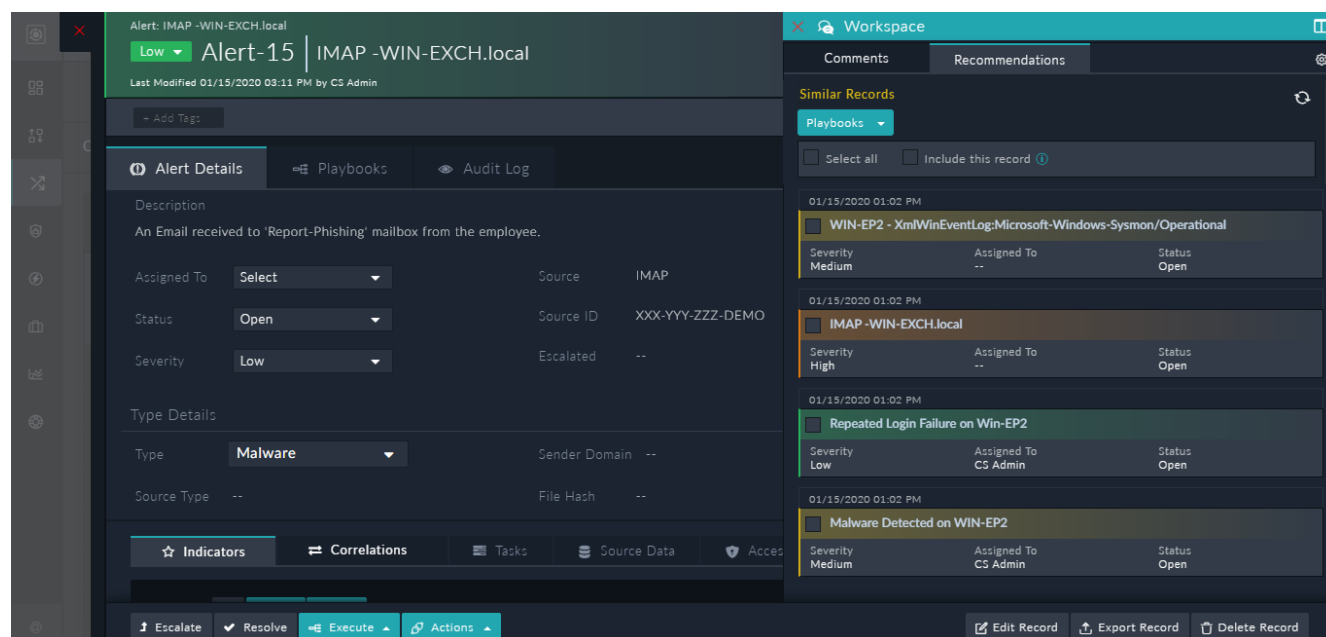 Alert: IMAP -WIN-EXCH.local
Low Alert-15 IMAP -WIN-EXCH.local
Last Modified 01/15/2020 03:11 PM by CS Admin
+ Add Tags
Alert Details Playbooks Audit Log
Description
An Email received to 'Report-Phishing' mailbox from the employee.
Assigned To Select Source IMAP
Status Open Source ID XXX-YYY-ZZZ-DEMO
Severity Low Escalated --
Type Details
Type Malware Sender Domain --
Source Type -- File Hash --
Indicators Correlations Tasks Source Data
Escalate Resolve Execute Actions
Workspace
Comments Recommendations
Similar Records
Playbooks
Select all Include this record
01/15/2020 01:02 PM
WIN-EP2 - XmlWinEventLog:Microsoft-Windows-Sysmon/Operational
Severity Assigned To Status
Medium -- Open
01/15/2020 01:02 PM
IMAP -WIN-EXCH.local
Severity Assigned To Status
High -- Open
01/15/2020 01:02 PM
Repeated Login Failure on Win-EP2
Severity Assigned To Status
Low CS Admin Open
01/15/2020 01:02 PM
Malware Detected on WIN-EP2
Severity Assigned To Status
Medium CS Admin Open
Edit Record Export Record Delete Record